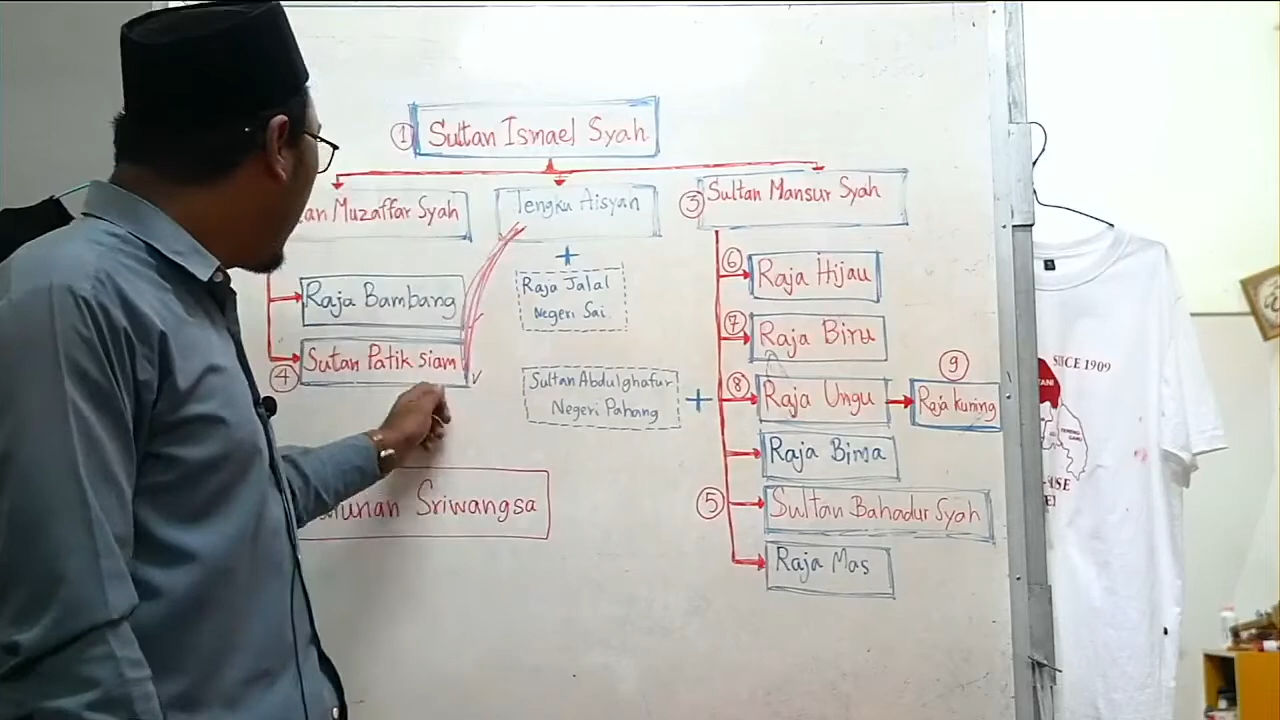 1 Sultan Ismael Syah
an Muzaffar Syah
Tengku Aisyah
3 Sultan Mansur Syah
Raja Bambang
4 Sutan Patik Siam
Raja Jalal
Negeri Sai
Sultan Abdulghafur
Negeri Pahang
6 Raja Hijau
7 Raja Biru
8 Raja Ungu
9 Raja Kuning
Raja Bima
5 Sultan Bahadur Syah
Raja Mas
unan Sriwangsa
SINCE 1909